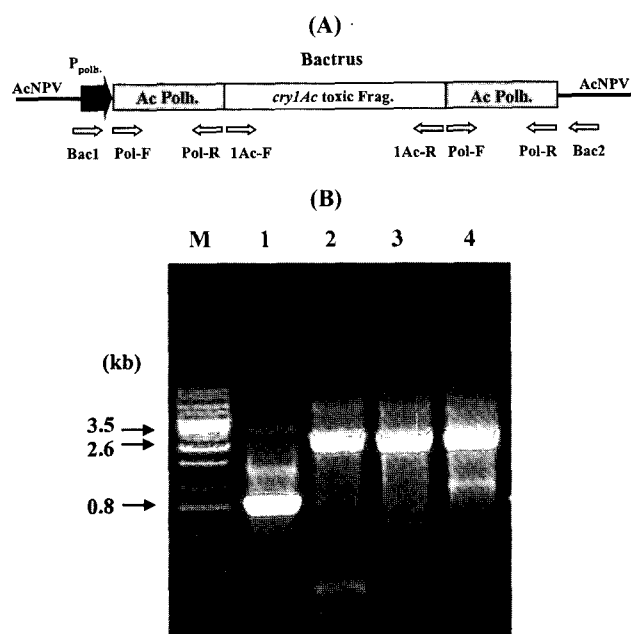 (A)
Bactrus
AcNPV
P polh.
Ac Polh.
cry1Ac toxic Frag.
Ac Polh.
AcNPV
Bac1
Pol-F
Pol-R
1Ac-F
1Ac-R
Pol-F
Pol-R
Bac2
(B)
M 1 2 3 4
(kb)
3.5
2.6
0.8